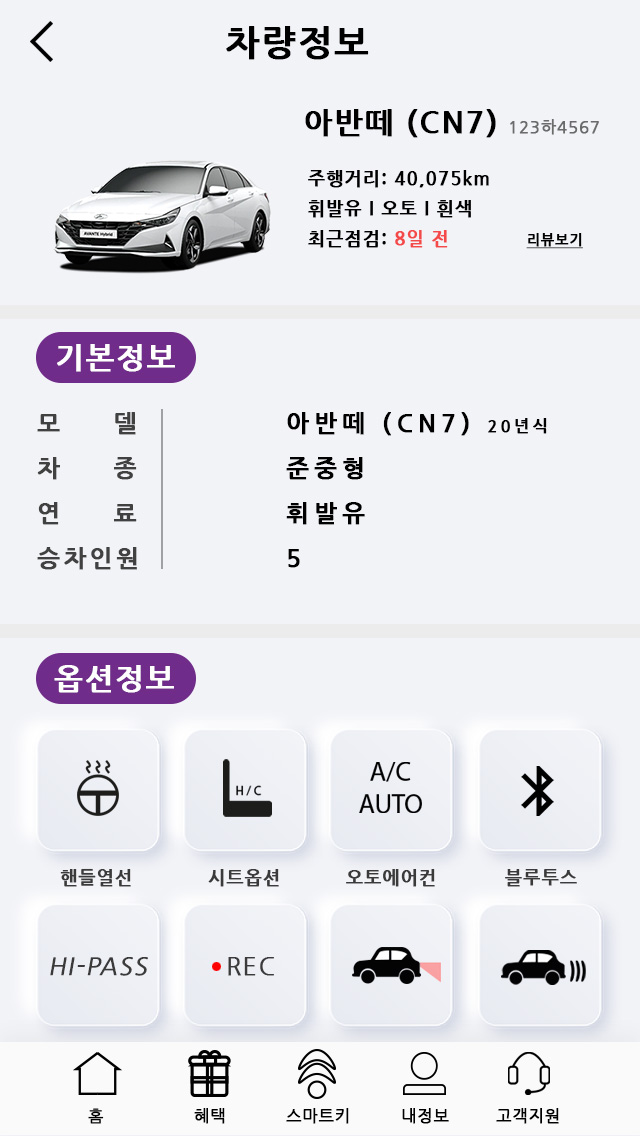 차량정보
아반떼 (CN7) 123하4567
주행거리: 40,075km
휘발유 I 오토 I 흰색
최근점검: 8일 전 리뷰보기
AVANTE Hybrid
기본정보
모 델 아반떼 (CN7) 20년식
차 종 준중형
연 료 휘발유
승차인원 5
옵션정보
H/C
A/C
AUTO
핸들열선 시트옵션 오토에어컨 블루투스
HI-PASS REC
홈 혜택 스마트키 내정보 고객지원